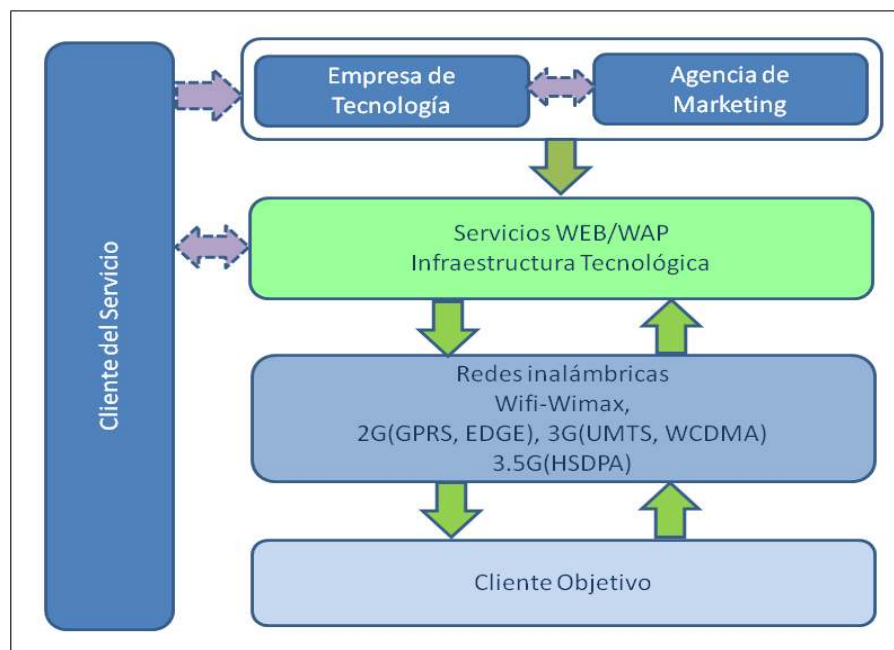 Cliente del Servicio
Empresa de
Tecnología
Agencia de
Marketing
Servicios WEB/WAP
Infraestructura Tecnológica
Redes inalámbricas
Wifi-Wimax,
2G(GPRS, EDGE), 3G(UMTS, WCDMA)
3.5G(HSDPA)
Cliente Objetivo